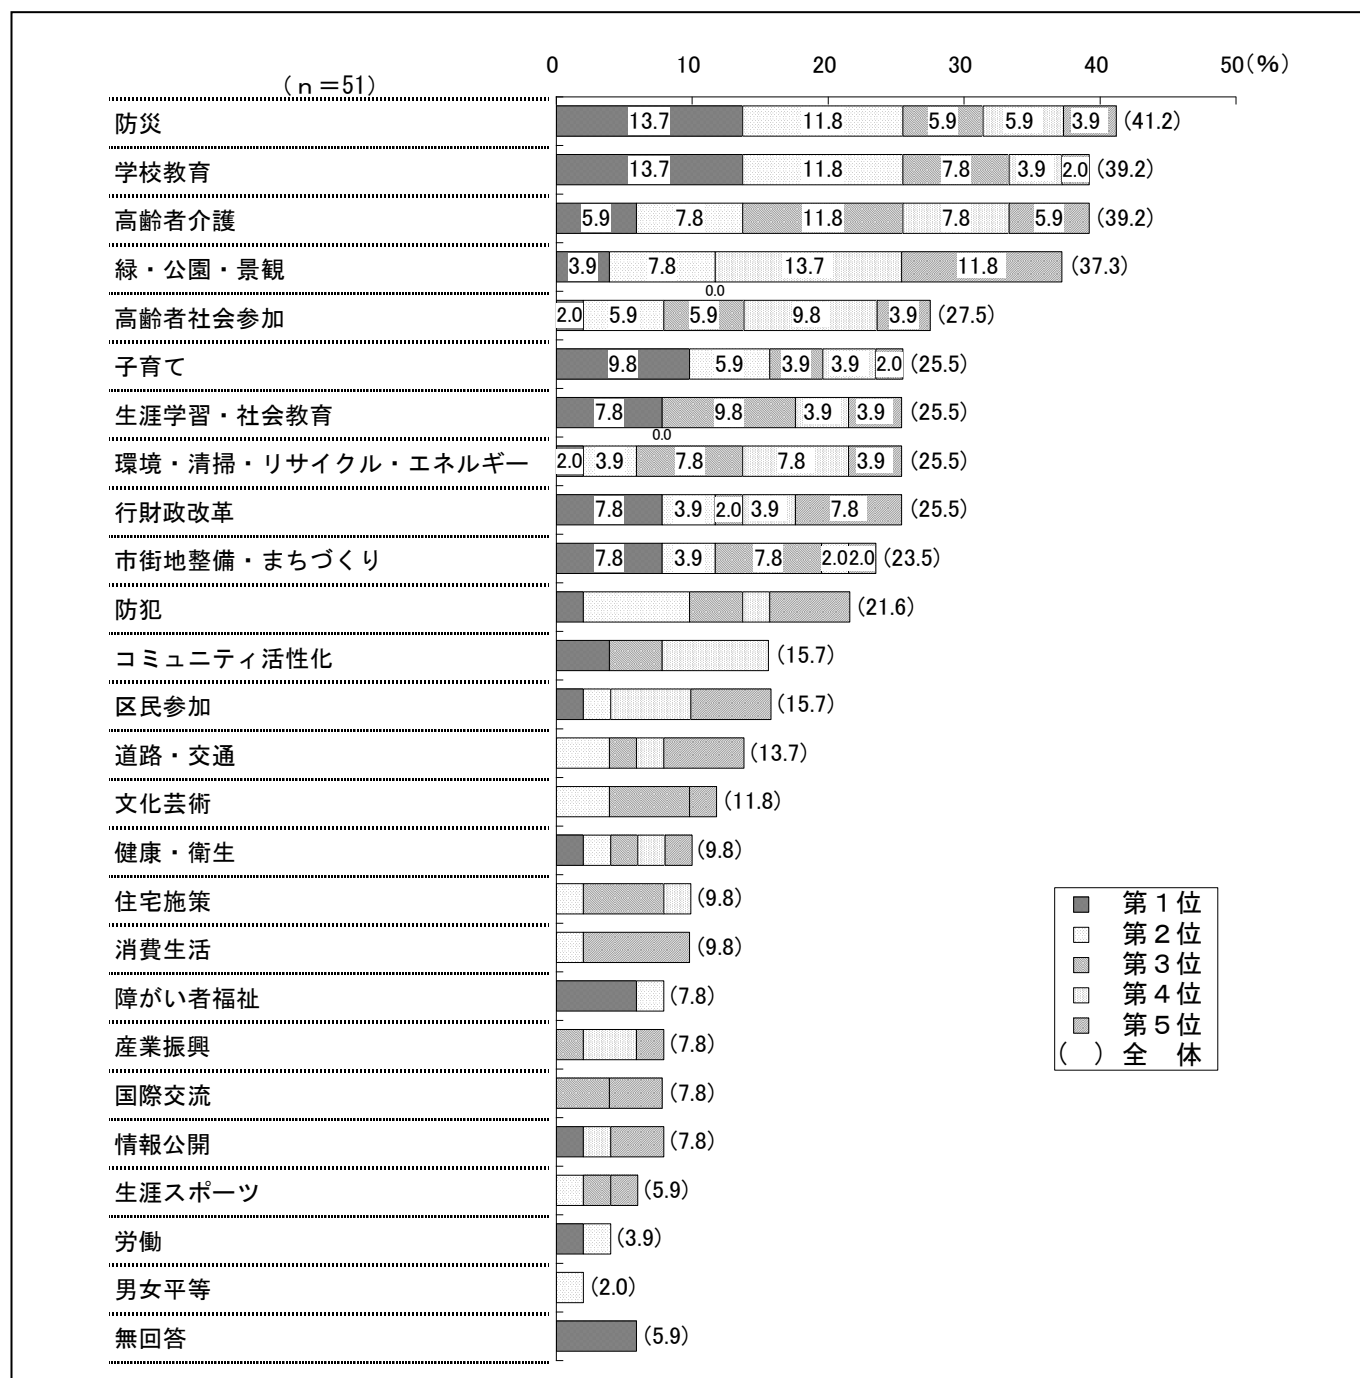 0 10 20 30 40 50(%)
(ｎ＝51)
防災 13.7 11.8 5.9 5.9 3.9 (41.2)
学校教育 13.7 11.8 7.8 3.9 2.0 (39.2)
高齢者介護 5.9 7.8 11.8 7.8 5.9 (39.2)
緑・公園・景観 3.9 7.8 13.7 11.8 (37.3)
0.0
高齢者社会参加 2.0 5.9 5.9 9.8 3.9 (27.5)
子育て 9.8 5.9 3.9 3.9 2.0 (25.5)
生涯学習・社会教育 7.8 9.8 3.9 3.9 (25.5)
0.0
環境・清掃・リサイクル・エネルギー 2.0 3.9 7.8 7.8 3.9 (25.5)
行財政改革 7.8 3.9 2.0 3.9 7.8 (25.5)
市街地整備・まちづくり 7.8 3.9 7.8 2.0 2.0 (23.5)
防犯 (21.6)
コミュニティ活性化 (15.7)
区民参加 (15.7)
道路・交通 (13.7)
文化芸術 (11.8)
健康・衛生 (9.8)
住宅施策 (9.8)
消費生活 (9.8)
障がい者福祉 (7.8)
産業振興 (7.8)
国際交流 (7.8)
情報公開 (7.8)
生涯スポーツ (5.9)
労働 (3.9)
男女平等 (2.0)
無回答 (5.9)
第１位
第２位
第３位
第４位
第５位
(　) 全　体